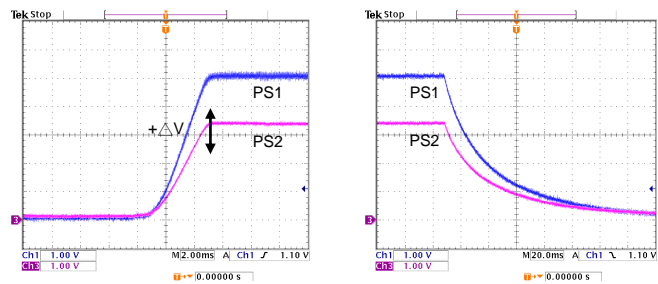 Tek Stop
T
T
PS1
+△V
PS2
3
Ch1 1.00 V M 2.00ms A Ch1 ∫ 1.10 V
Ch3 1.00 V
T→▼ 0.00000 s
Tek Stop
T
T
PS1
PS2
3
Ch1 1.00 V M 20.0ms A Ch1 ∫ 1.10 V
Ch3 1.00 V
T→▼ 0.00000 s